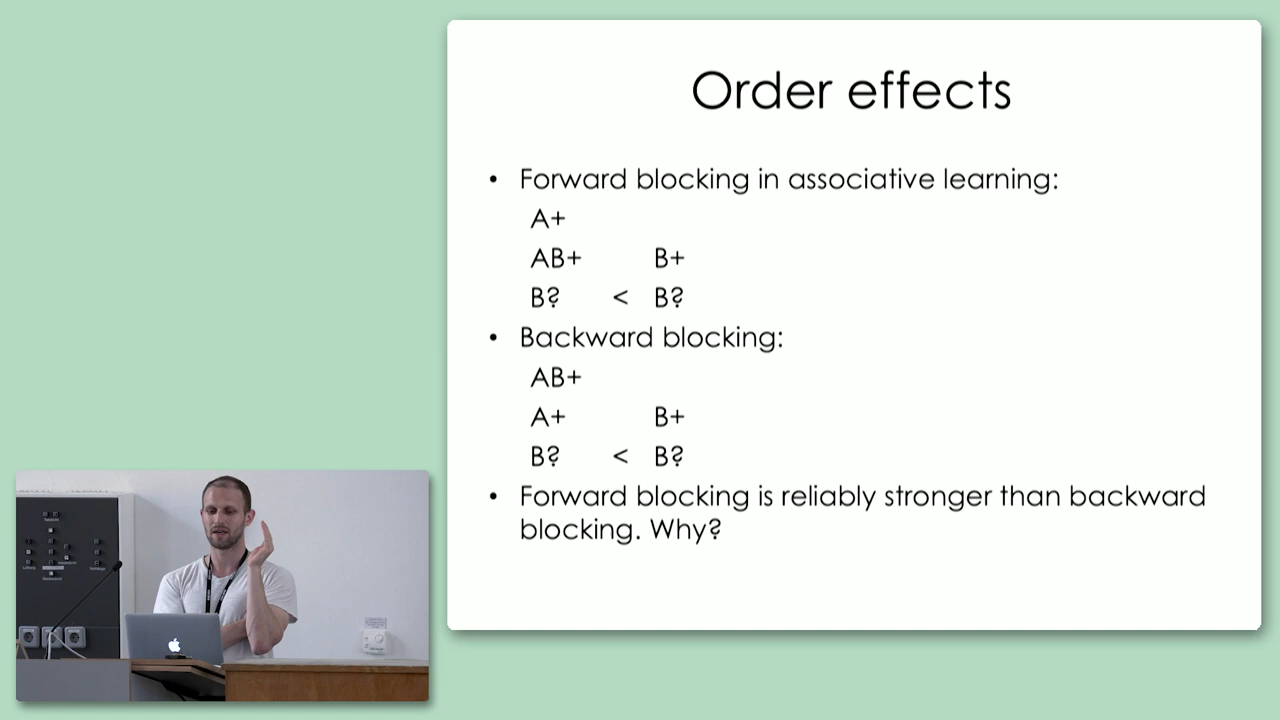 Order effects
• Forward blocking in associative learning:
A+
AB+ B+
B? < B?
• Backward blocking:
AB+
A+ B+
B? < B?
• Forward blocking is reliably stronger than backward
blocking. Why?